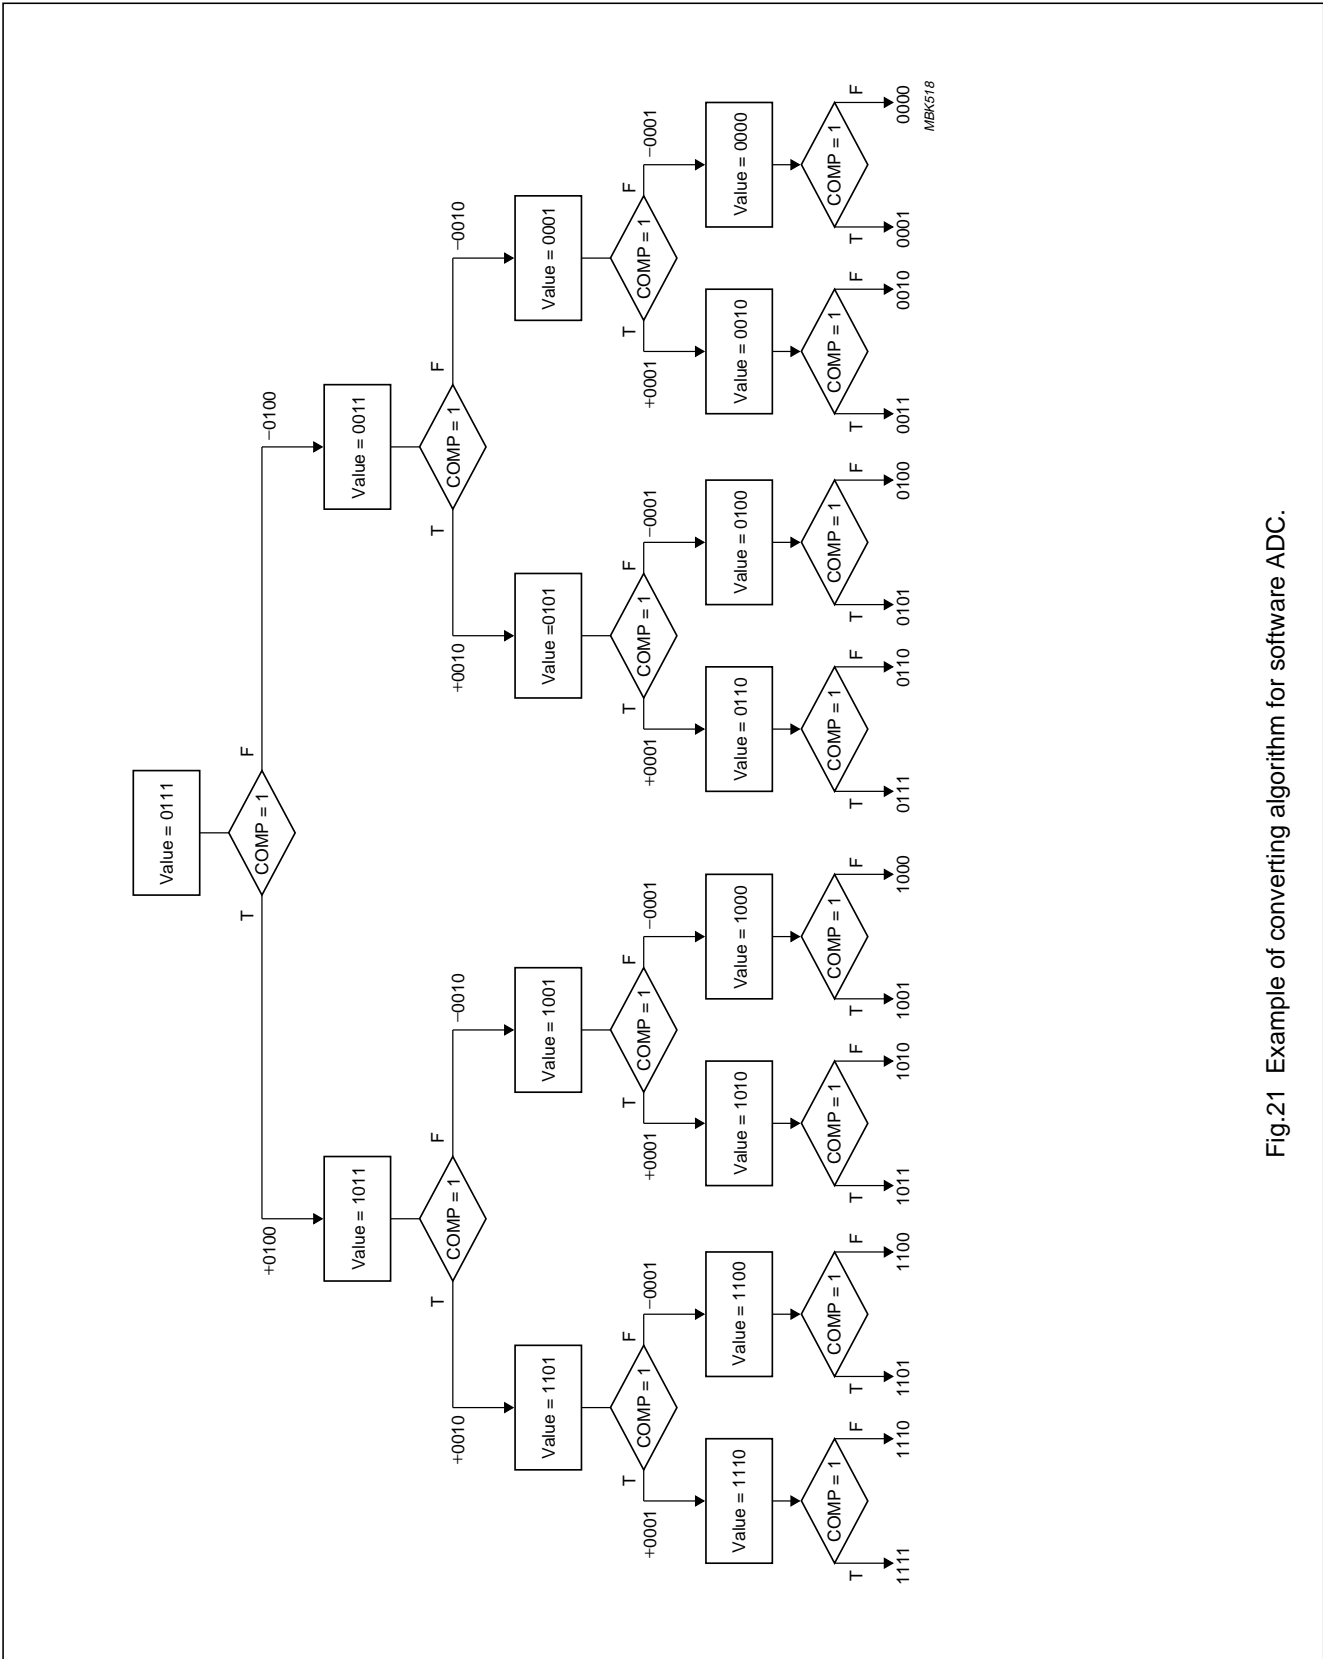 Value = 0111
COMP = 1
T
F
+0100
−0100
Value = 1011
Value = 0011
COMP = 1
COMP = 1
T
F
T
F
+0010
−0010
+0010
−0010
Value = 1101
Value = 1001
Value =0101
Value = 0001
COMP = 1
COMP = 1
COMP = 1
COMP = 1
T
F
T
F
T
F
T
F
+0001
−0001
+0001
−0001
+0001
−0001
+0001
−0001
Value = 1110
Value = 1100
Value = 1010
Value = 1000
Value = 0110
Value = 0100
Value = 0010
Value = 0000
COMP = 1
COMP = 1
COMP = 1
COMP = 1
COMP = 1
COMP = 1
COMP = 1
COMP = 1
T
F
T
F
T
F
T
F
T
F
T
F
T
F
T
F
1111
1110
1101
1100
1011
1010
1001
1000
0111
0110
0101
0100
0011
0010
0001
0000
MBK518
Fig.21 Example of converting algorithm for software ADC.